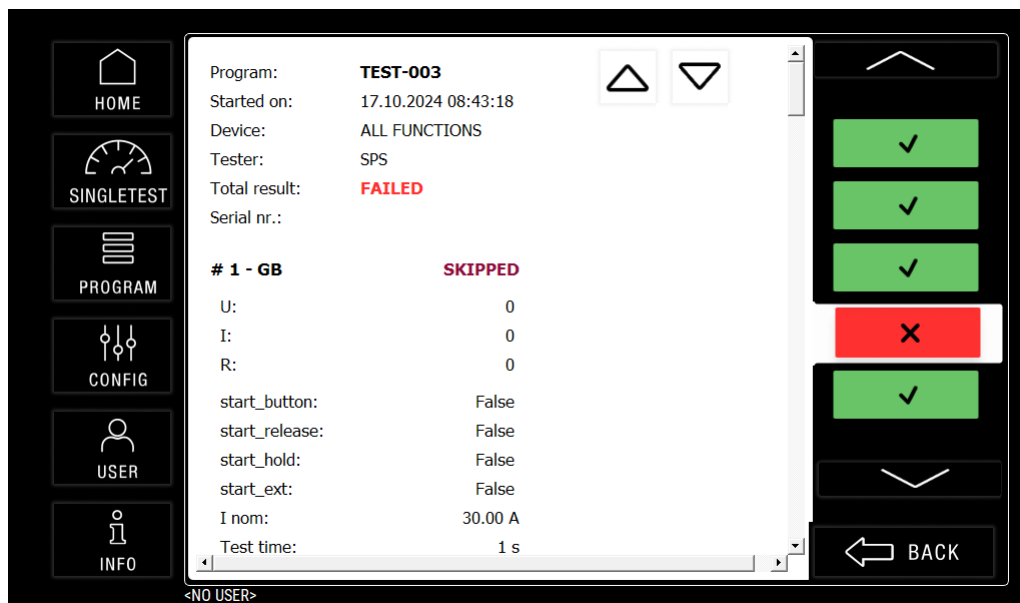 HOME
SINGLETEST
PROGRAM
CONFIG
USER
INFO
Program: TEST-003
Started on: 17.10.2024 08:43:18
Device: ALL FUNCTIONS
Tester: SPS
Total result: FAILED
Serial nr.:
# 1 - GB SKIPPED
U: 0
I: 0
R: 0
start_button: False
start_release: False
start_hold: False
start_ext: False
I nom: 30.00 A
Test time: 1 s
BACK
<NO USER>